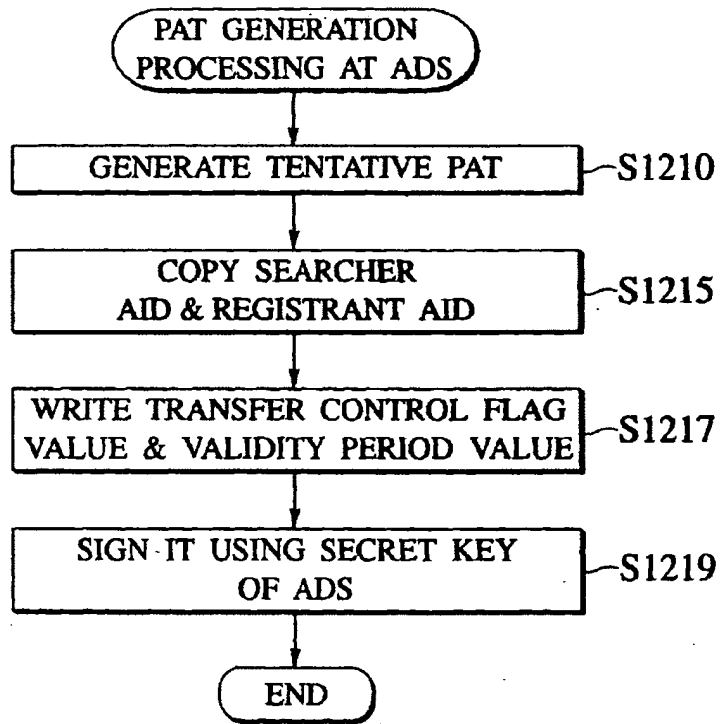 PAT GENERATION
PROCESSING AT ADS
GENERATE TENTATIVE PAT
S1210
COPY SEARCHER
AID & REGISTRANT AID
S1215
WRITE TRANSFER CONTROL FLAG
VALUE & VALIDITY PERIOD VALUE
S1217
SIGN IT USING SECRET KEY
OF ADS
S1219
END